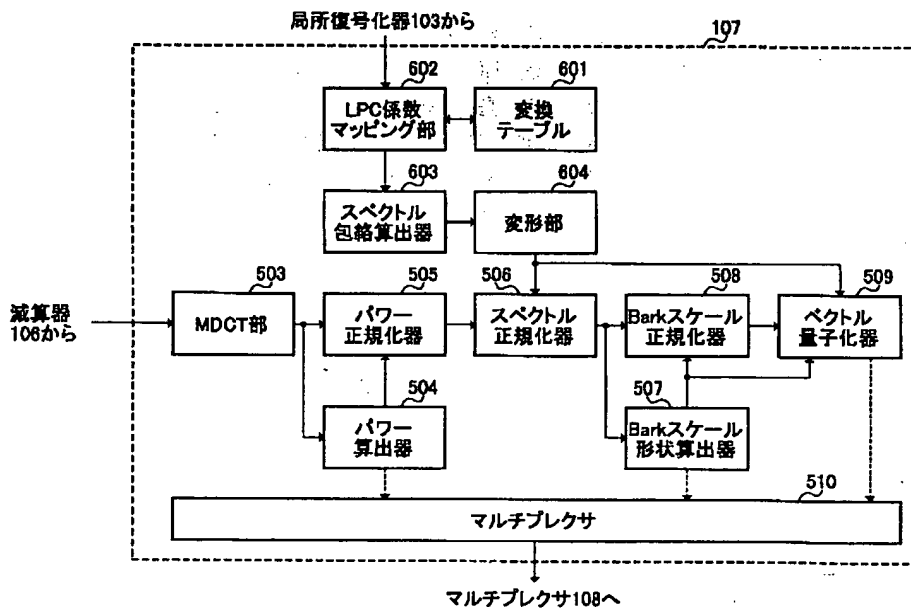 局所復号化器103から
107
602
LPC係数
マッピング部
601
変換
テーブル
603
スペクトル
包絡算出器
604
変形部
減算器
106から
503
MDCT部
505
パワー
正規化器
506
スペクトル
正規化器
508
Barkスケール
正規化器
509
ベクトル
量子化器
504
パワー
算出器
507
Barkスケール
形状算出器
510
マルチプレクサ
マルチプレクサ108へ